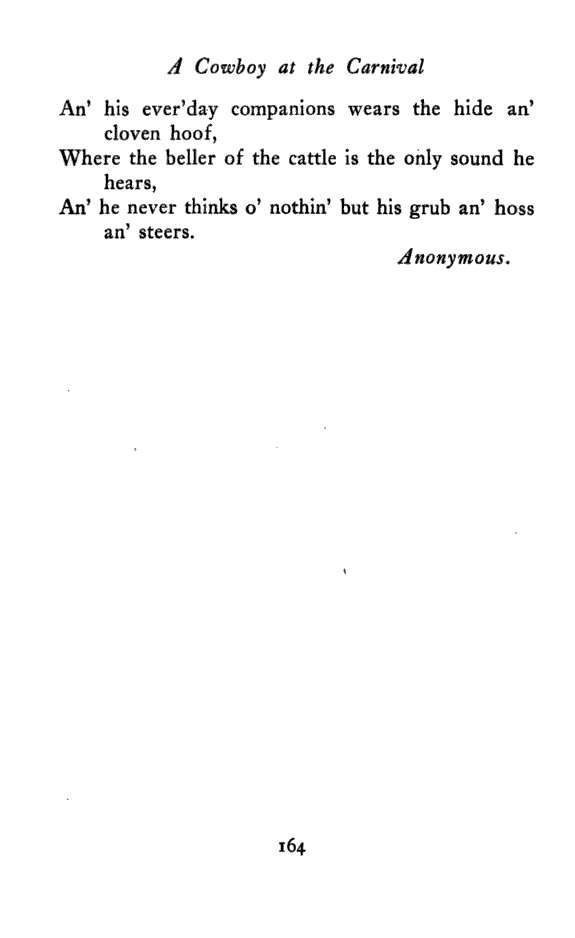 A Cowboy at the Carnival
An' his ever'day companions wears the hide an'
cloven hoof,
Where the beller of the cattle is the only sound he
hears,
An' he never thinks o' nothin' but his grub an' hoss
an' steers.
Anonymous.
164